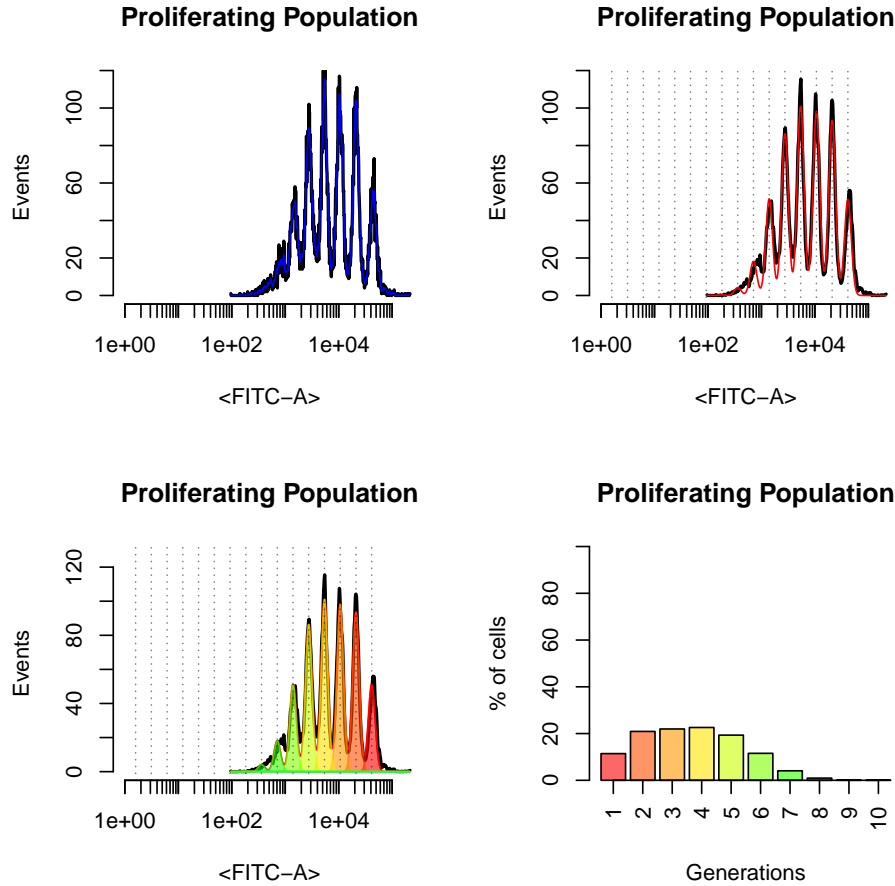 Proliferating Population
Events
0 20 60 100
1e+00 1e+02 1e+04
<FITC−A>
Proliferating Population
Events
0 20 60 100
1e+00 1e+02 1e+04
<FITC−A>
Proliferating Population
Events
0 40 80 120
1e+00 1e+02 1e+04
<FITC−A>
Proliferating Population
% of cells
0 20 40 60 80
1 2 3 4 5 6 7 8 9 10
Generations